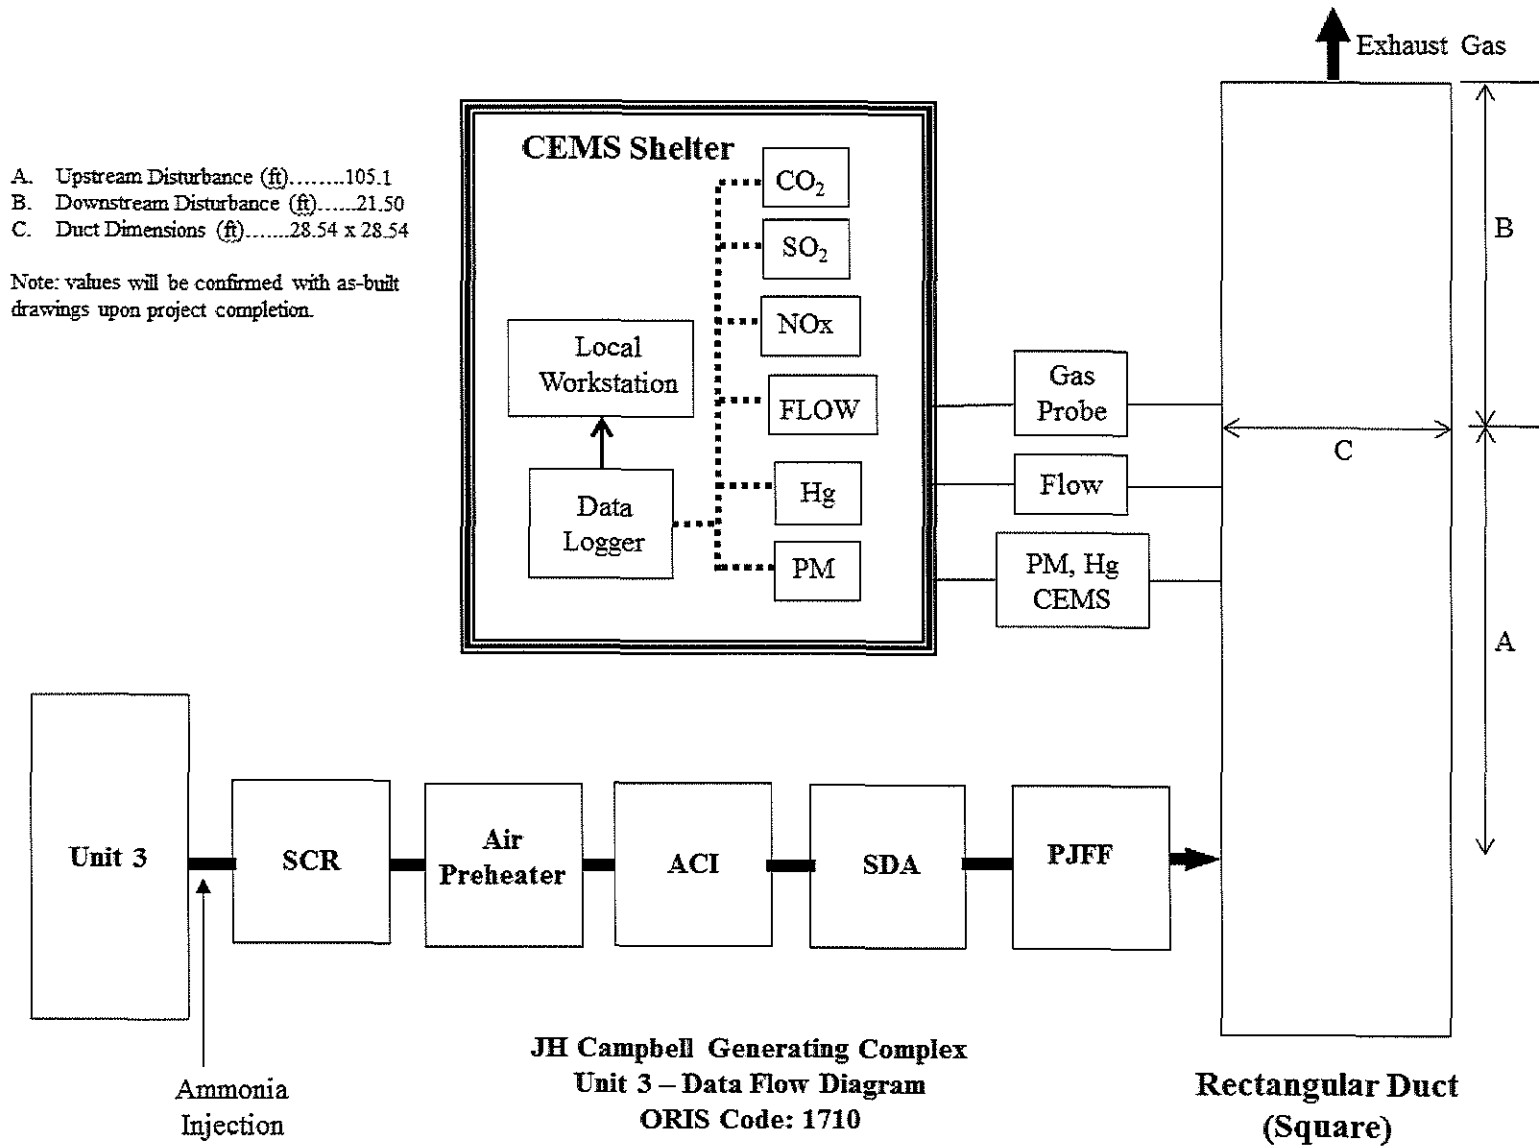 Exhaust Gas
CEMS Shelter
A. Upstream Disturbance (ft)........105.1
B. Downstream Disturbance (ft)......21.50
C. Duct Dimensions (ft).......28.54 x 28.54
Note: values will be confirmed with as-built
drawings upon project completion.
CO₂
SO₂
NOx
FLOW
Hg
PM
Local
Workstation
Data
Logger
Gas
Probe
Flow
PM, Hg
CEMS
B
C
A
Unit 3
SCR
Air
Preheater
ACI
SDA
PJFF
Ammonia
Injection
JH Campbell Generating Complex
Unit 3 – Data Flow Diagram
ORIS Code: 1710
Rectangular Duct
(Square)